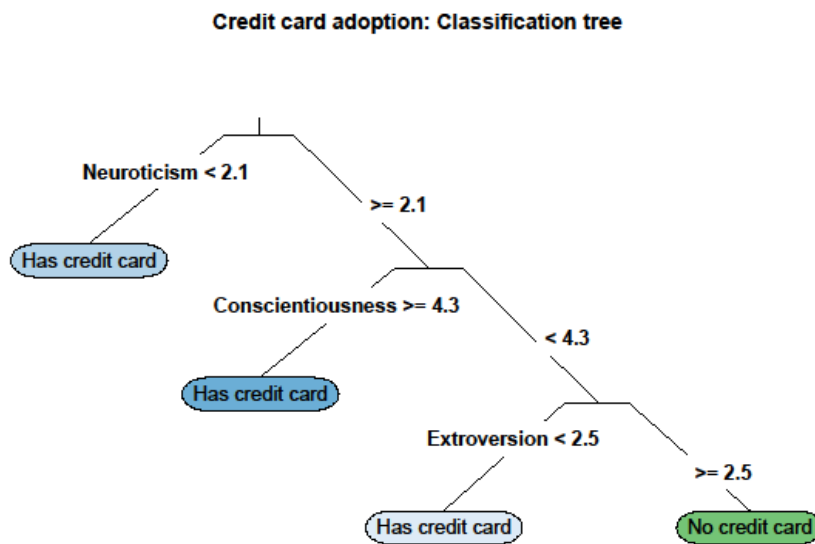 Credit card adoption: Classification tree
Neuroticism < 2.1
>= 2.1
Has credit card
Conscientiousness >= 4.3
< 4.3
Has credit card
Extroversion < 2.5
>= 2.5
Has credit card
No credit card